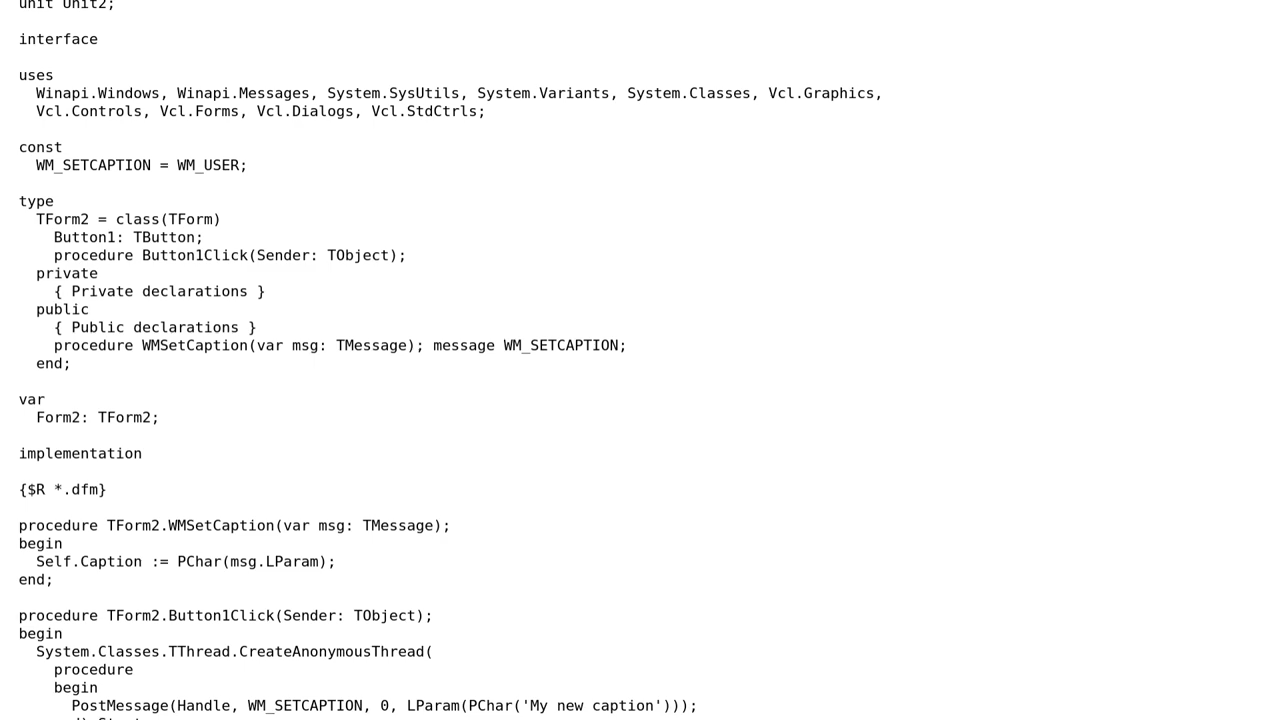 unit Unit2;
interface
uses
  Winapi.Windows, Winapi.Messages, System.SysUtils, System.Variants, System.Classes, Vcl.Graphics,
  Vcl.Controls, Vcl.Forms, Vcl.Dialogs, Vcl.StdCtrls;
const
  WM_SETCAPTION = WM_USER;
type
  TForm2 = class(TForm)
    Button1: TButton;
    procedure Button1Click(Sender: TObject);
  private
    { Private declarations }
  public
    { Public declarations }
    procedure WMSetCaption(var msg: TMessage); message WM_SETCAPTION;
  end;
var
  Form2: TForm2;
implementation
{$R *.dfm}
procedure TForm2.WMSetCaption(var msg: TMessage);
begin
  Self.Caption := PChar(msg.LParam);
end;
procedure TForm2.Button1Click(Sender: TObject);
begin
  System.Classes.TThread.CreateAnonymousThread(
    procedure
    begin
      PostMessage(Handle, WM_SETCAPTION, 0, LParam(PChar('My new caption')));